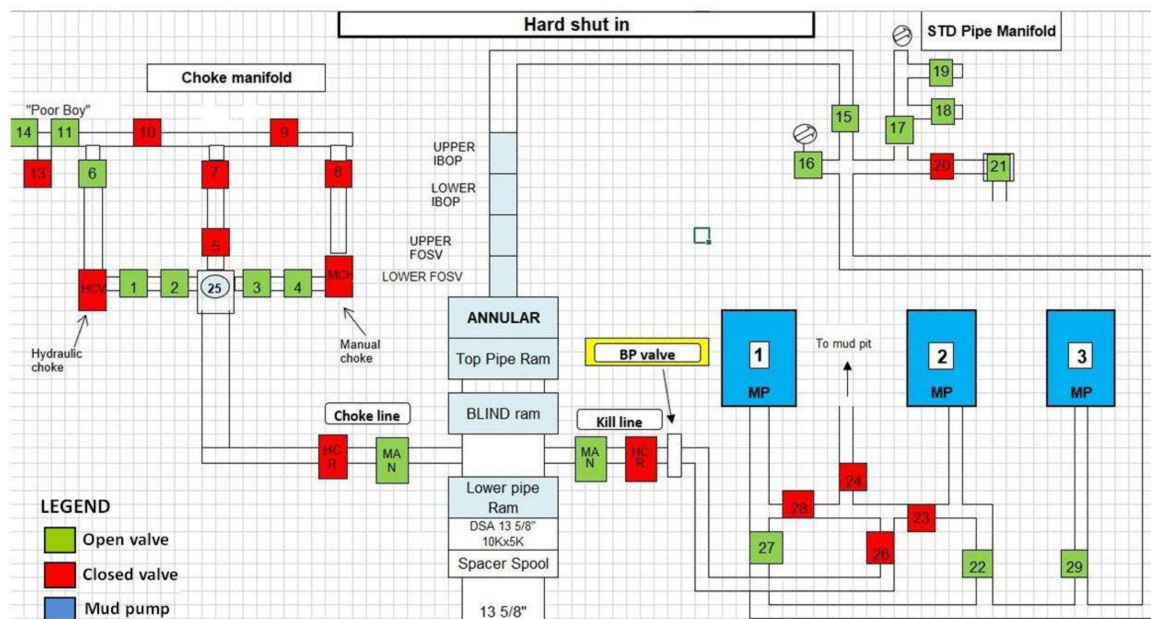 Hard shut in
STD Pipe Manifold
Choke manifold
"Poor Boy"
14
11
10
9
13
6
7
8
5
HCV
1
2
25
3
4
MCH
Hydraulic
choke
Manual
choke
UPPER
IBOP
LOWER
IBOP
UPPER
FOSV
LOWER FOSV
ANNULAR
Top Pipe Ram
BLIND ram
Lower pipe
Ram
DSA 13 5/8"
10Kx5K
Spacer Spool
13 5/8"
Choke line
HC
R
MA
N
Kill line
MA
N
HC
R
BP valve
15
16
17
18
19
20
21
1
MP
To mud pit
2
MP
3
MP
24
28
23
27
26
22
29
LEGEND
Open valve
Closed valve
Mud pump